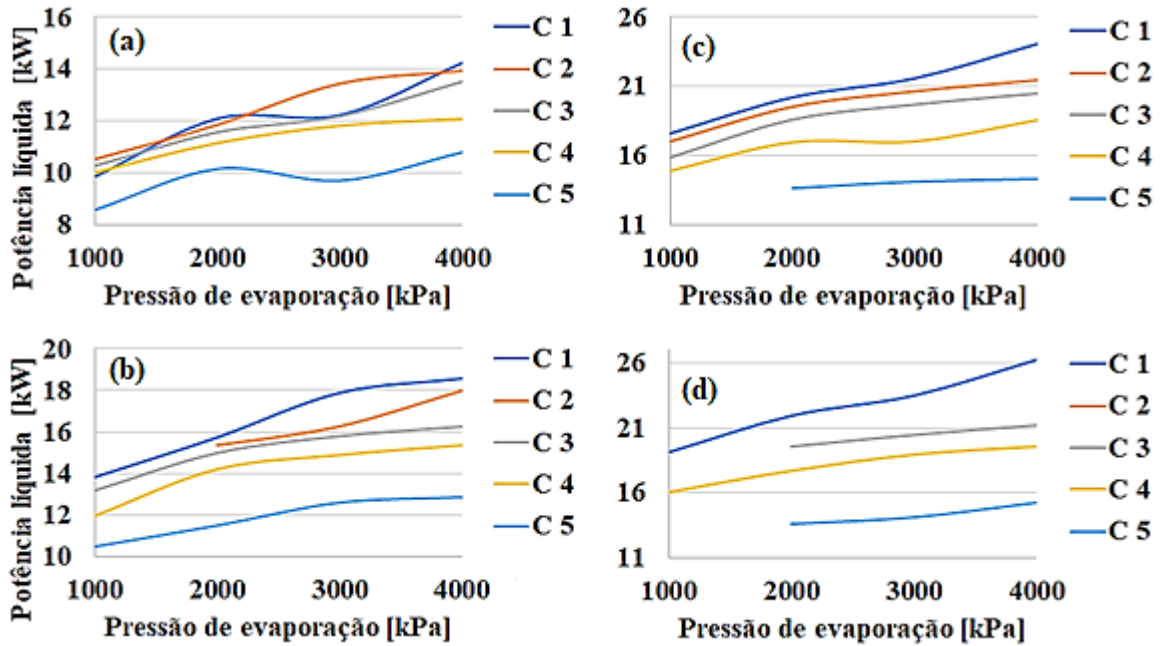 Potência líquida [kW]
16
14
12
10
8
(a)
1000 2000 3000 4000
Pressão de evaporação [kPa]
C 1
C 2
C 3
C 4
C 5
26
21
16
11
(c)
1000 2000 3000 4000
Pressão de evaporação [kPa]
C 1
C 2
C 3
C 4
C 5
Potência líquida [kW]
20
18
16
14
12
10
(b)
1000 2000 3000 4000
Pressão de evaporação [kPa]
C 1
C 2
C 3
C 4
C 5
26
21
16
11
(d)
1000 2000 3000 4000
Pressão de evaporação [kPa]
C 1
C 2
C 3
C 4
C 5